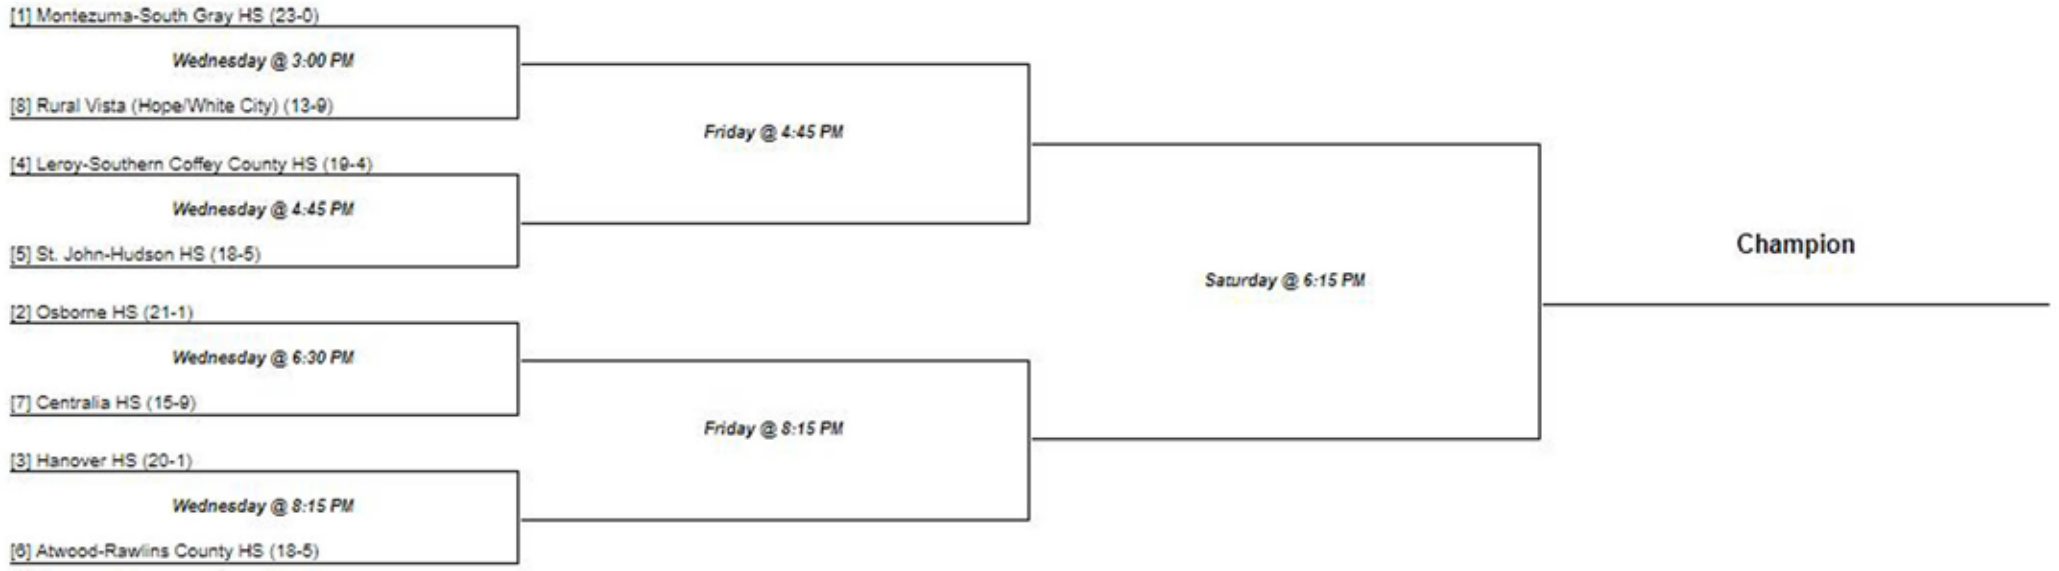 [1] Montezuma-South Gray HS (23-0)
Wednesday @ 3:00 PM
[8] Rural Vista (Hope/White City) (13-9)
[4] Leroy-Southern Coffey County HS (19-4)
Wednesday @ 4:45 PM
[5] St. John-Hudson HS (18-5)
[2] Osborne HS (21-1)
Wednesday @ 6:30 PM
[7] Centralia HS (15-9)
[3] Hanover HS (20-1)
Wednesday @ 8:15 PM
[6] Atwood-Rawlins County HS (18-5)
Friday @ 4:45 PM
Friday @ 8:15 PM
Saturday @ 6:15 PM
Champion